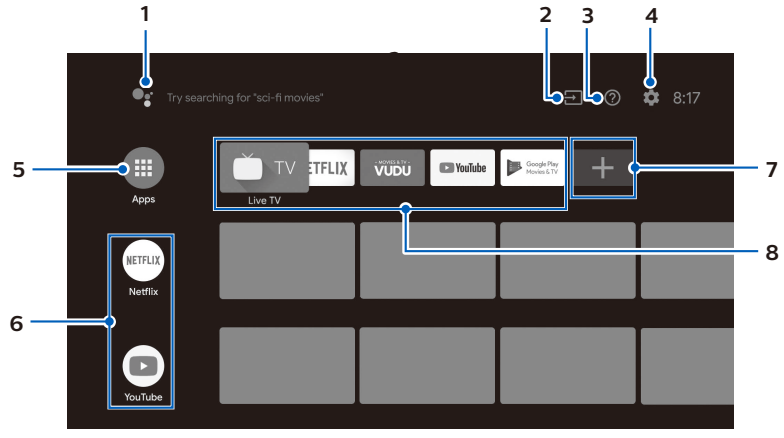 1
2
3
4
Try searching for "sci-fi movies"
8:17
5
Apps
TV
ETFLIX
MOVIES & TV
VUDU
YouTube
Google Play
Movies & TV
7
Live TV
8
NETFLIX
Netflix
6
YouTube